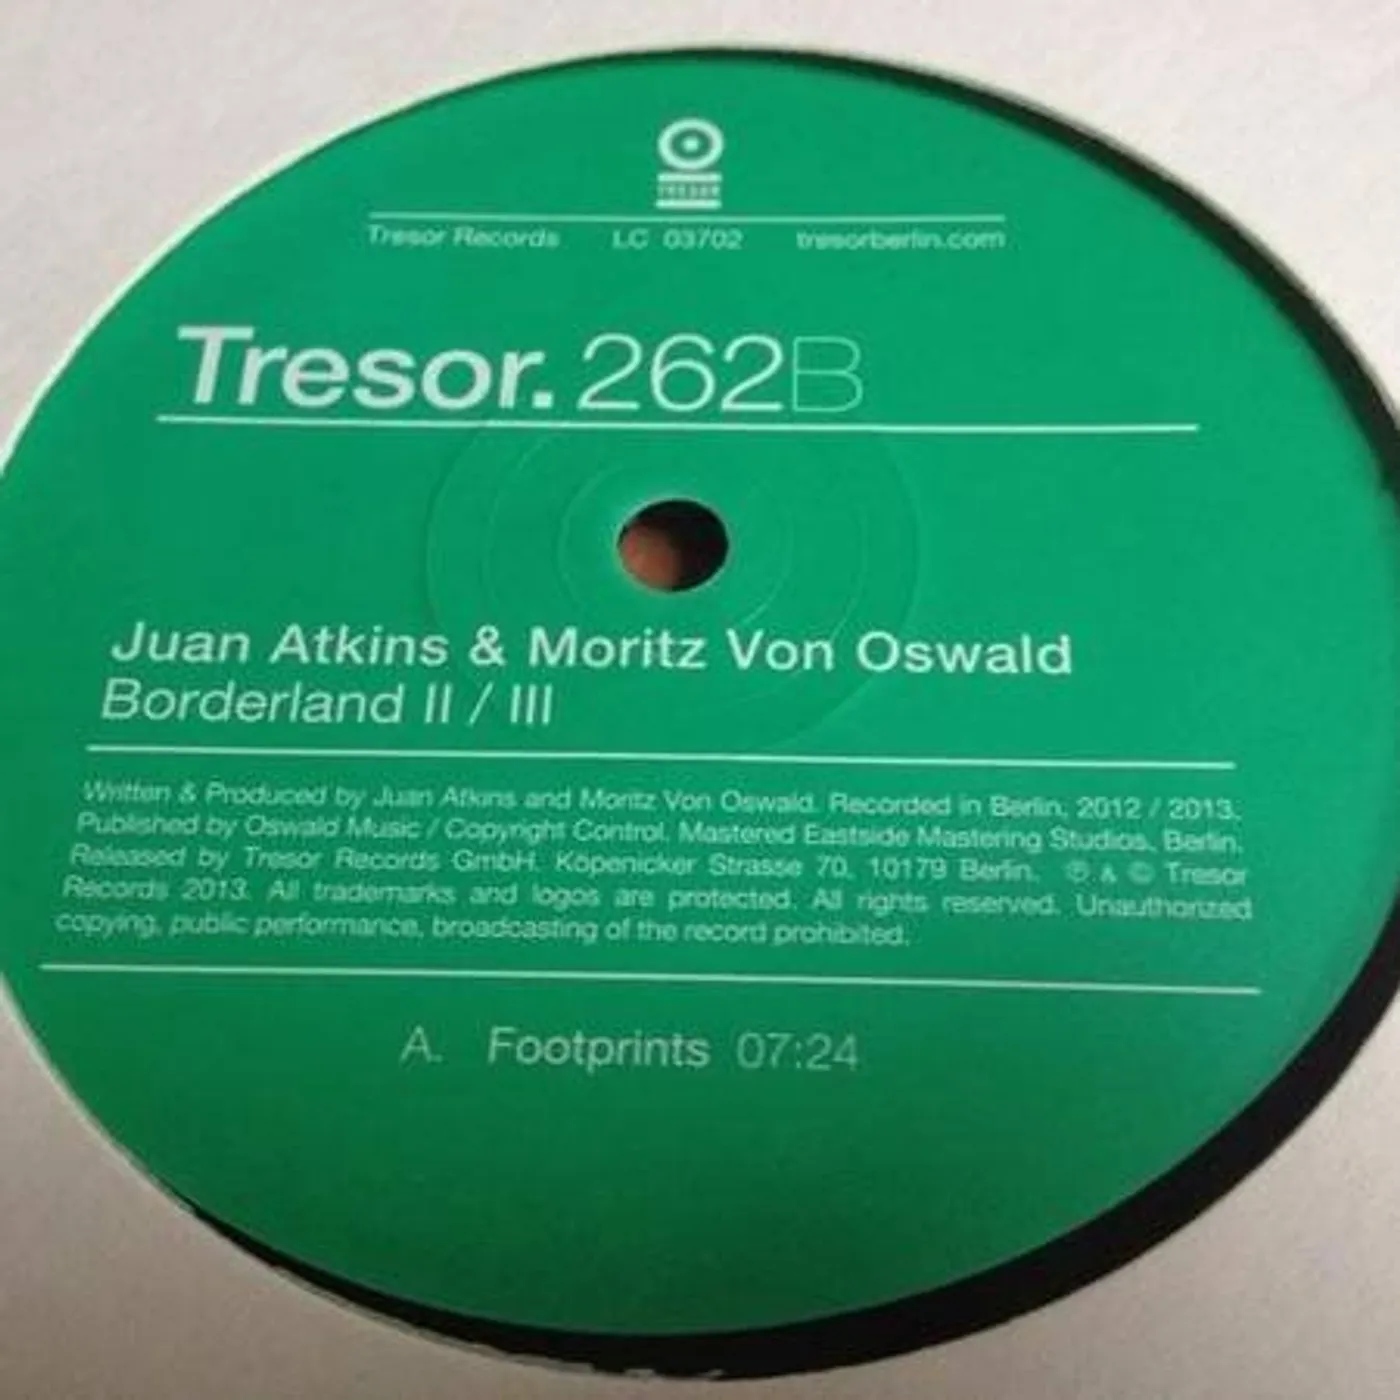 TRESOR
Tresor Records LC 03702 tresorberlin.com
Tresor. 262B
Juan Atkins & Moritz Von Oswald
Borderland II / III
Written & Produced by Juan Atkins and Moritz Von Oswald. Recorded in Berlin, 2012 / 2013.
Published by Oswald Music / Copyright Control. Mastered Eastside Mastering Studios, Berlin.
Released by Tresor Records GmbH. Köpenicker Strasse 70, 10179 Berlin. ℗ & © Tresor
Records 2013. All trademarks and logos are protected. All rights reserved. Unauthorized
copying, public performance, broadcasting of the record prohibited.
A. Footprints 07:24